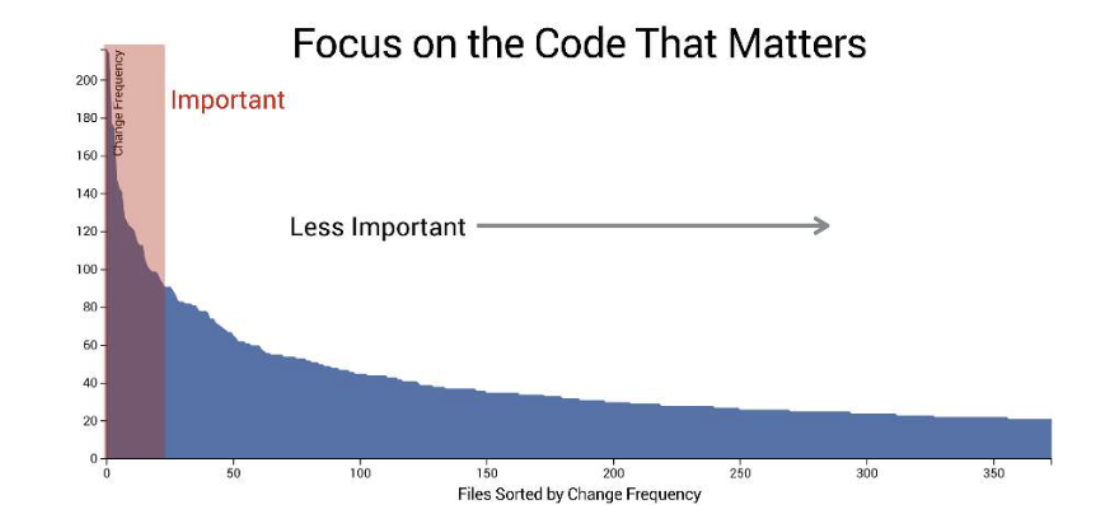 Focus on the Code That Matters
Change Frequency
Important
Less Important
200
180
160
140
120
100
80
60
40
20
0
0 50 100 150 200 250 300 350
Files Sorted by Change Frequency